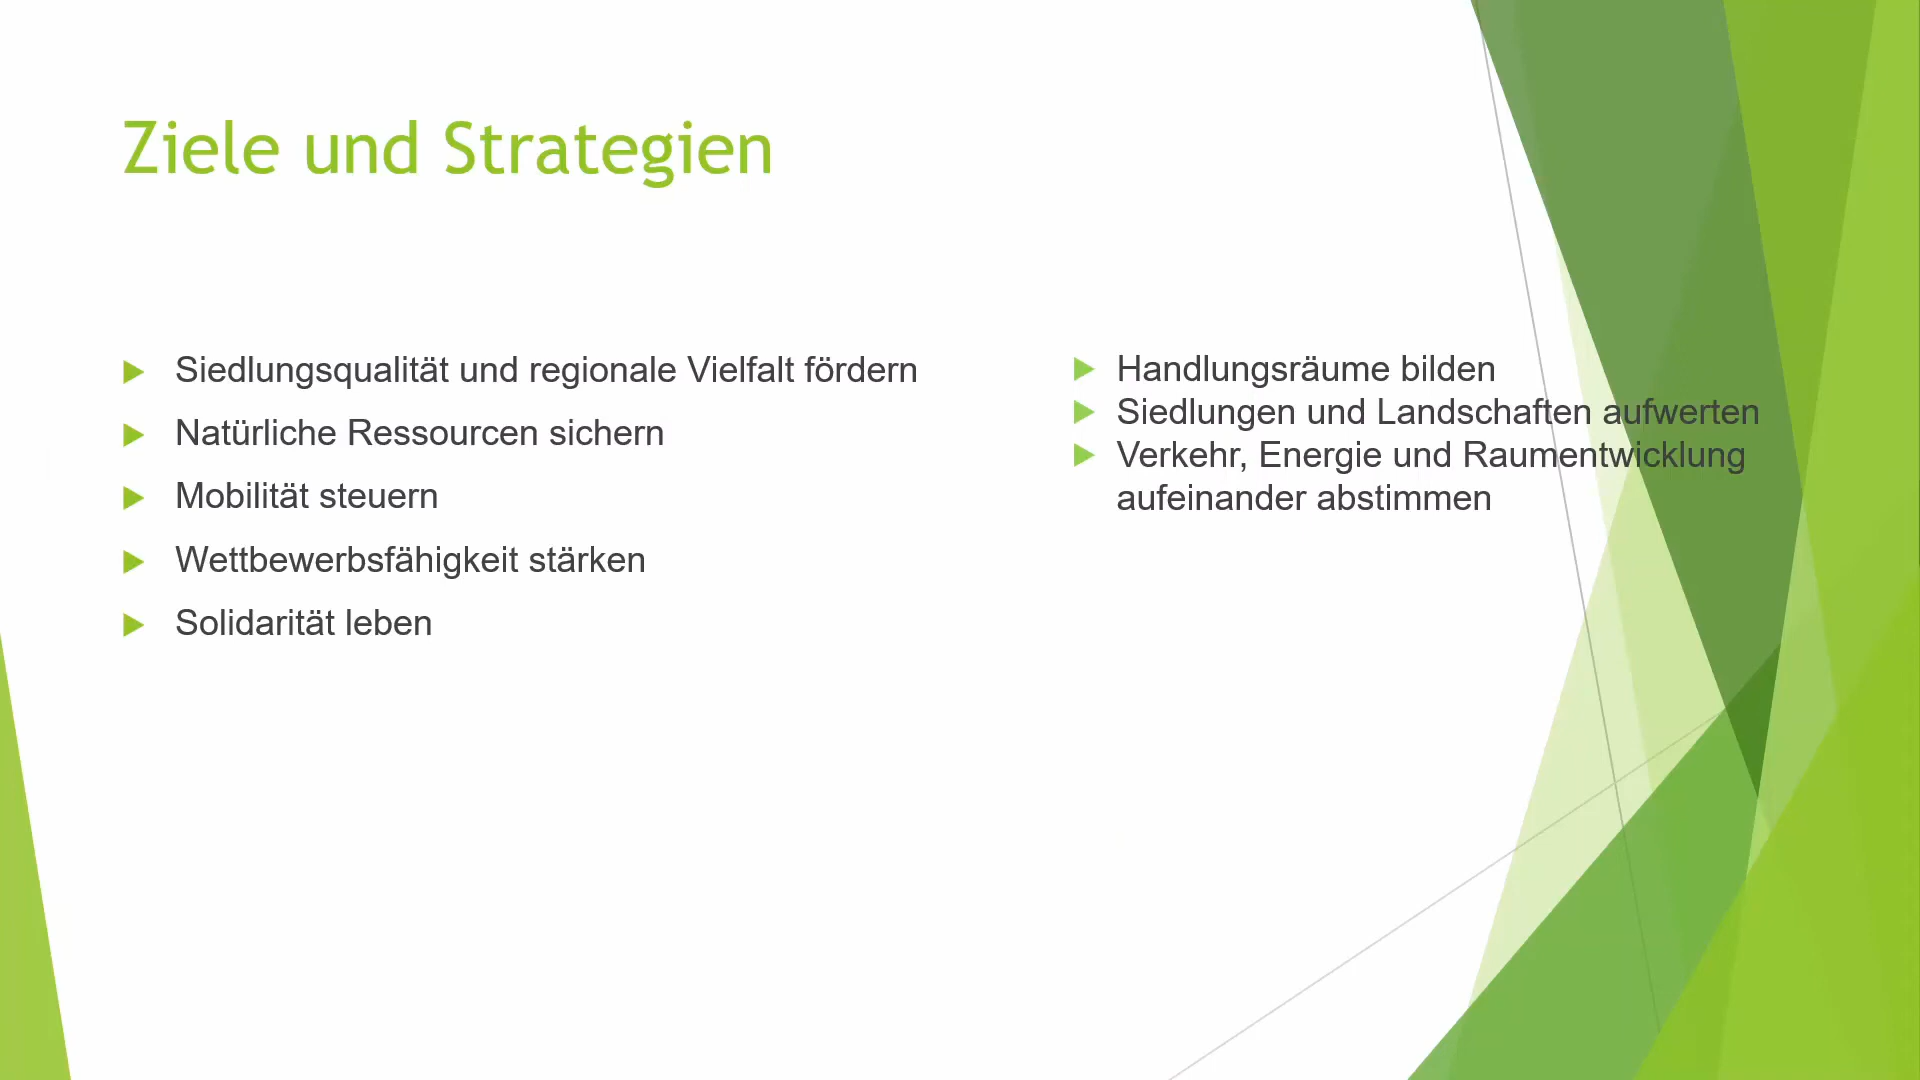 Ziele und Strategien
Siedlungsqualität und regionale Vielfalt fördern
Natürliche Ressourcen sichern
Mobilität steuern
Wettbewerbsfähigkeit stärken
Solidarität leben
Handlungsräume bilden
Siedlungen und Landschaften aufwerten
Verkehr, Energie und Raumentwicklung
aufeinander abstimmen